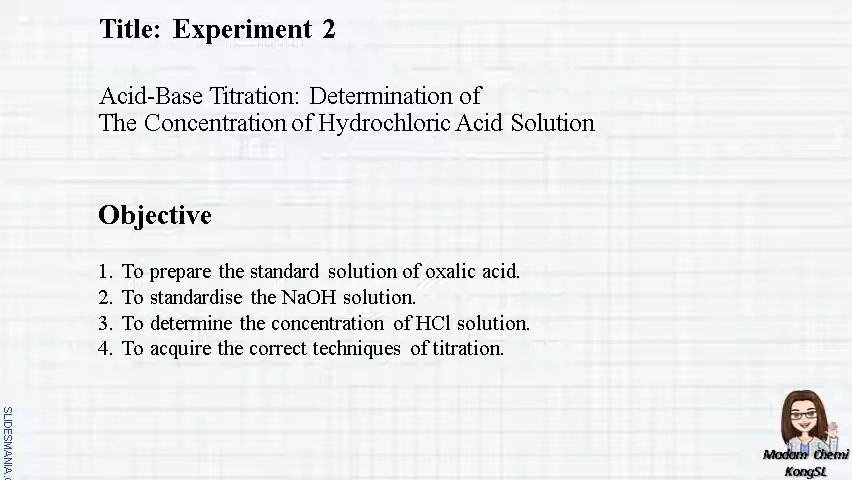 Title: Experiment 2
Acid-Base Titration: Determination of
The Concentration of Hydrochloric Acid Solution
Objective
1. To prepare the standard solution of oxalic acid.
2. To standardise the NaOH solution.
3. To determine the concentration of HCl solution.
4. To acquire the correct techniques of titration.
SLIDESMANIA.
Madam Chemi
KongSL